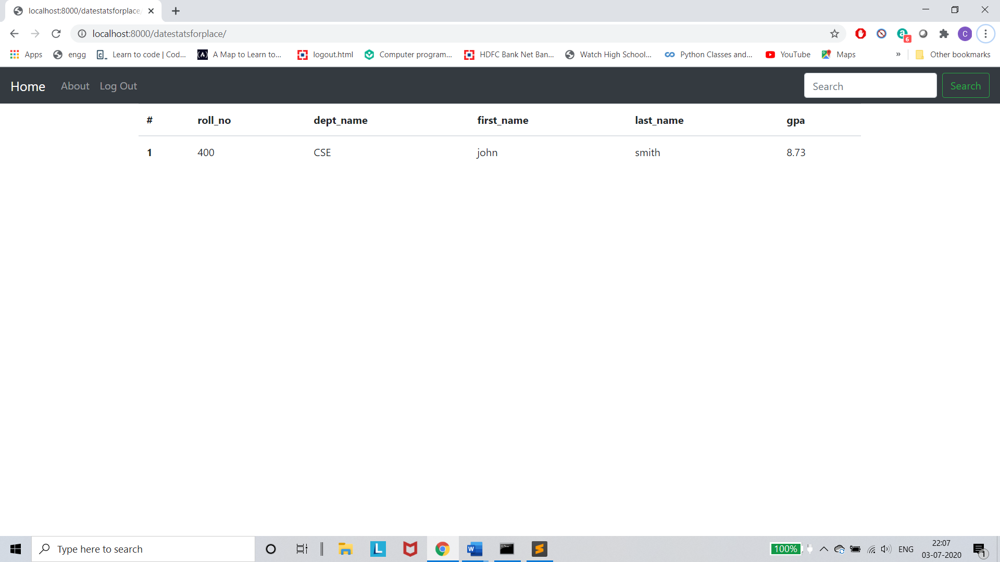 localhost:8000/datestatsforplace/
localhost:8000/datestatsforplace/
6
C
Apps engg Learn to code | Cod... A Map to Learn to... logout.html Computer program... HDFC Bank Net Ban... Watch High School... Python Classes and... YouTube Maps » Other bookmarks
Home About Log Out Search Search
# roll_no dept_name first_name last_name gpa
1 400 CSE john smith 8.73
Type here to search
L
W
100%
ENG
22:07
03-07-2020
1